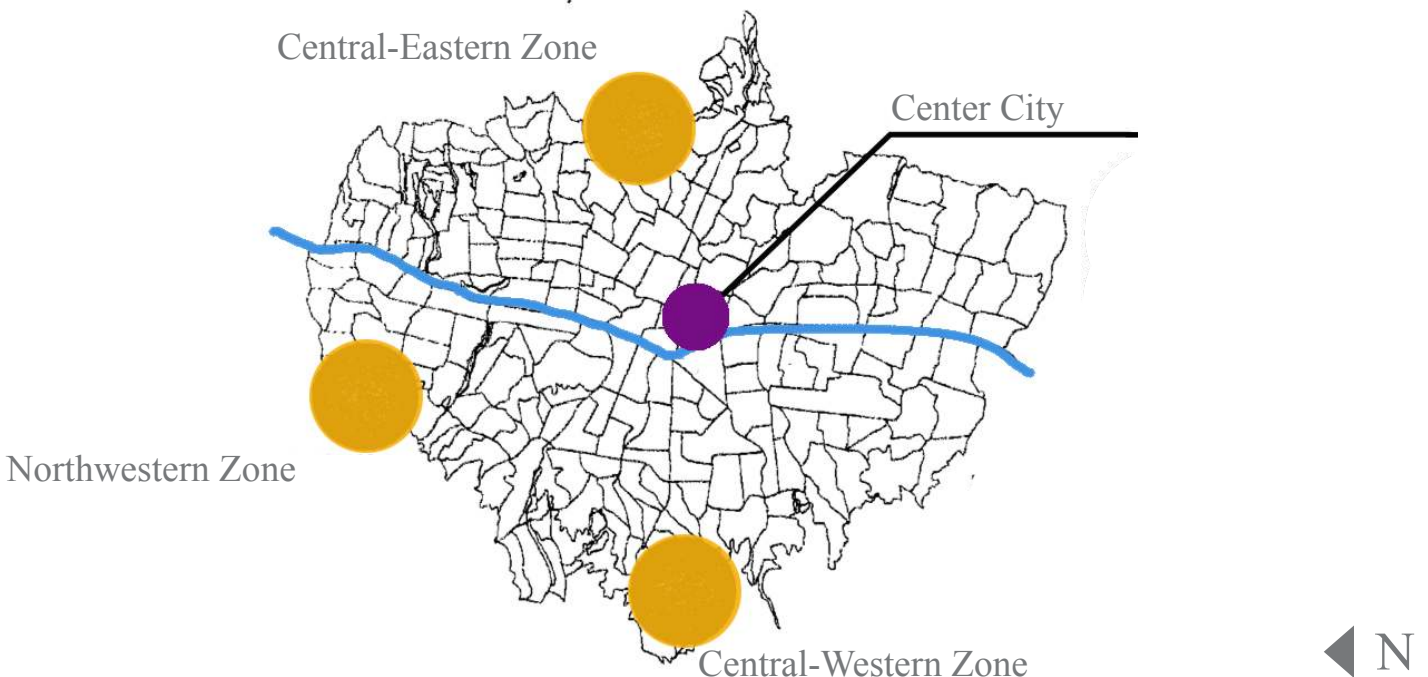 Central-Eastern Zone
Center City
Northwestern Zone
Central-Western Zone
N